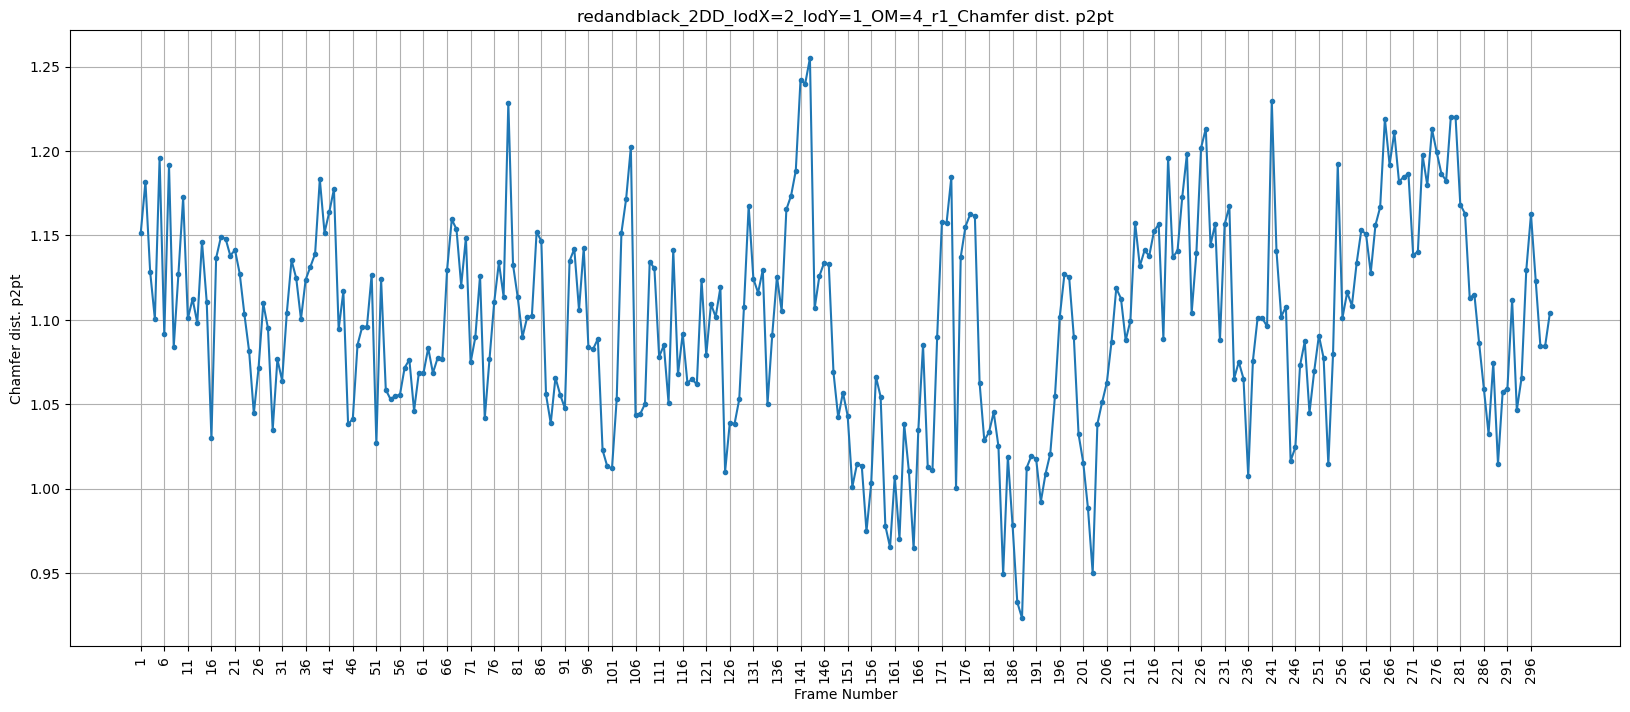 redandblack_2DD_lodX=2_lodY=1_OM=4_r1_Chamfer dist. p2pt
1.25
1.20
1.15
1.10
1.05
1.00
0.95
Chamfer dist. p2pt
1 6 11 16 21 26 31 36 41 46 51 56 61 66 71 76 81 86 91 96 101 106 111 116 121 126 131 136 141 146 151 156 161 166 171 176 181 186 191 196 201 206 211 216 221 226 231 236 241 246 251 256 261 266 271 276 281 286 291 296
Frame Number